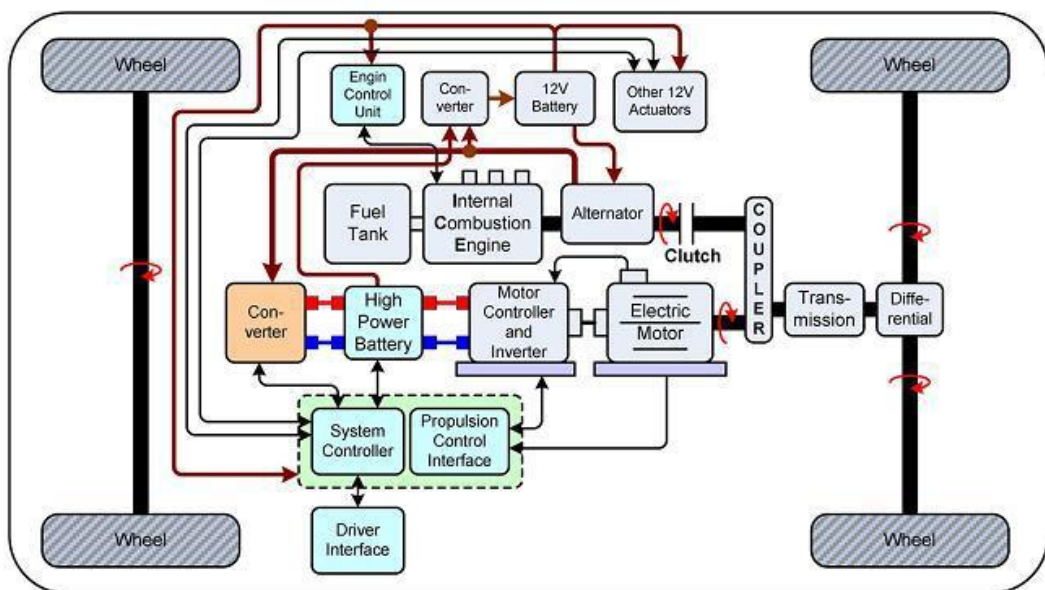 Wheel
Wheel
Engin
Control
Unit
Con-
verter
12V
Battery
Other 12V
Actuators
Fuel
Tank
Internal
Combustion
Engine
Alternator
Clutch
COUPLER
Con-
verter
High
Power
Battery
Motor
Controller
and
Inverter
Electric
Motor
Trans-
mission
Diffe-
rential
System
Controller
Propulsion
Control
Interface
Driver
Interface
Wheel
Wheel